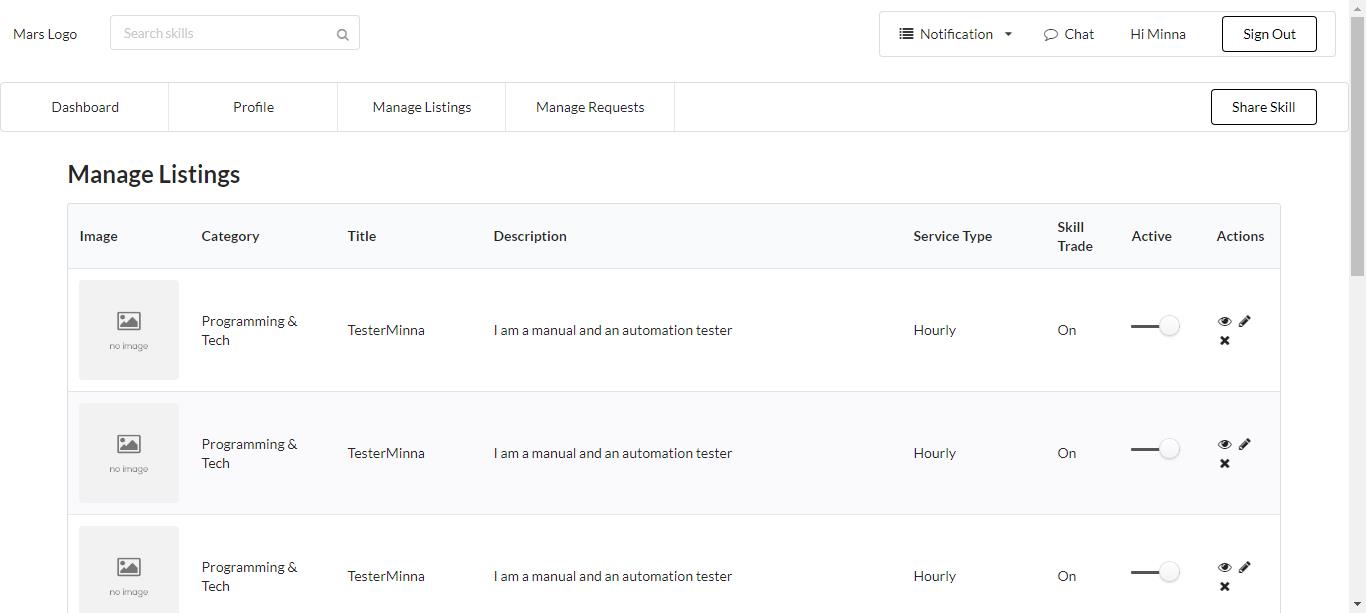 Mars Logo
Search skills
Notification
Chat
Hi Minna
Sign Out
Dashboard
Profile
Manage Listings
Manage Requests
Share Skill
Manage Listings
Image
Category
Title
Description
Service Type
Skill
Trade
Active
Actions
no image
Programming &
Tech
TesterMinna
I am a manual and an automation tester
Hourly
On
no image
Programming &
Tech
TesterMinna
I am a manual and an automation tester
Hourly
On
no image
Programming &
Tech
TesterMinna
I am a manual and an automation tester
Hourly
On